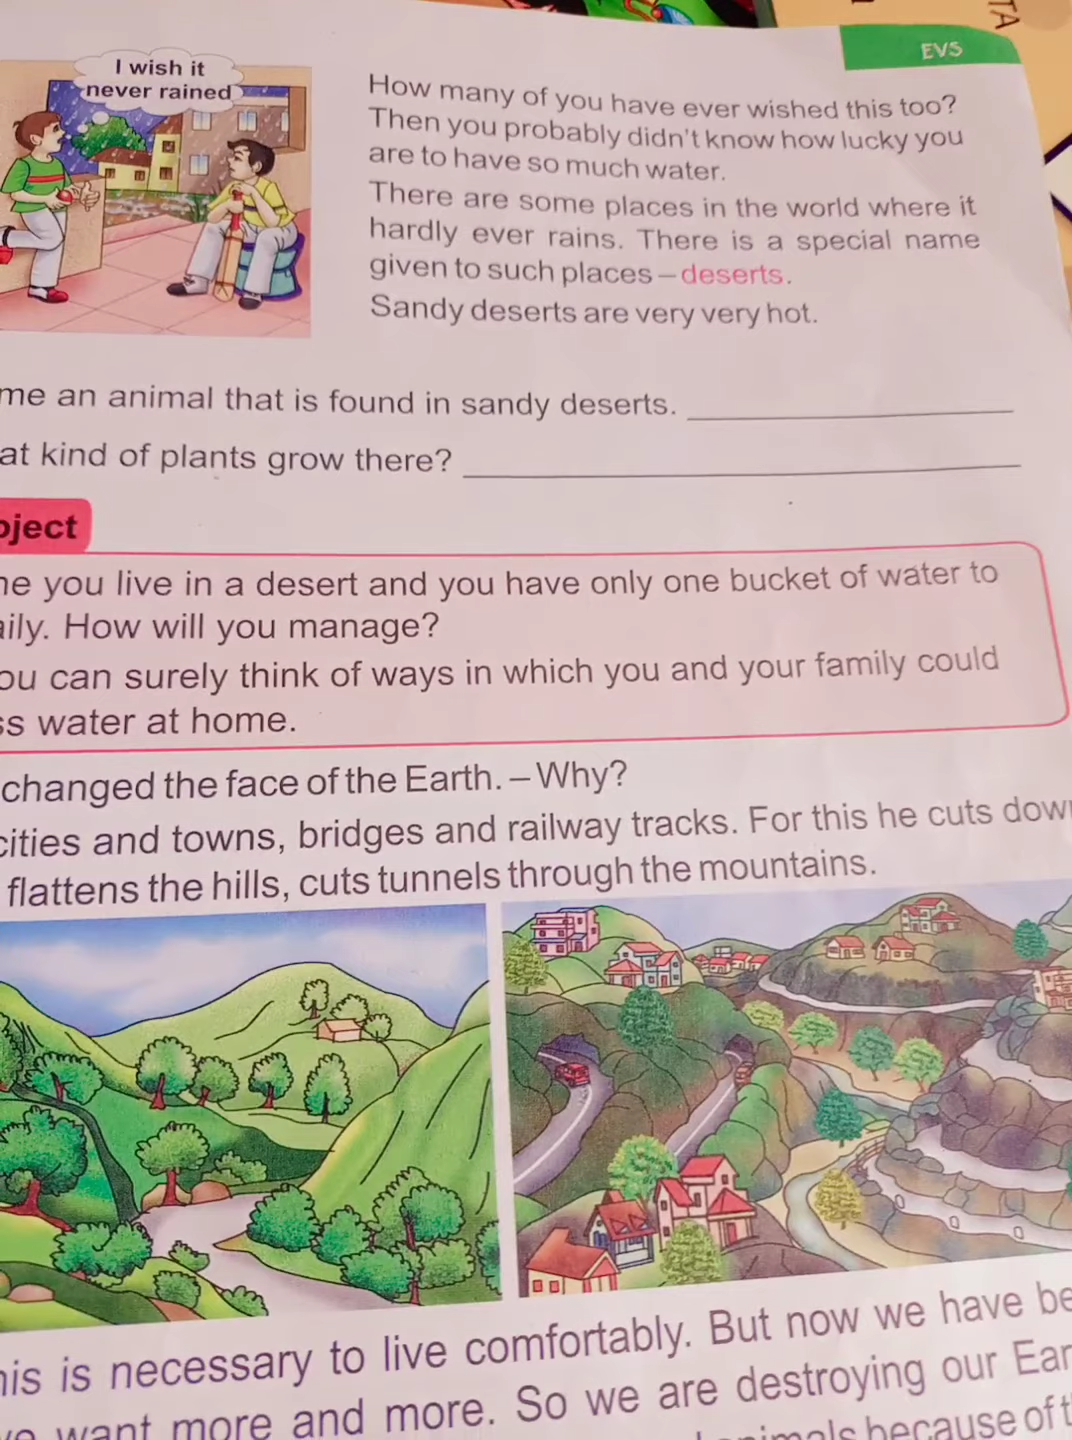 TA
EVS
I wish it
never rained
How many of you have ever wished this too?
Then you probably didn't know how lucky you
are to have so much water.
There are some places in the world where it
hardly ever rains. There is a special name
given to such places – deserts.
Sandy deserts are very very hot.
me an animal that is found in sandy deserts.
at kind of plants grow there?
oject
ne you live in a desert and you have only one bucket of water to
aily. How will you manage?
ou can surely think of ways in which you and your family could
ss water at home.
changed the face of the Earth. – Why?
cities and towns, bridges and railway tracks. For this he cuts down
flattens the hills, cuts tunnels through the mountains.
his is necessary to live comfortably. But now we have be
want more and more. So we are destroying our Ear
because of